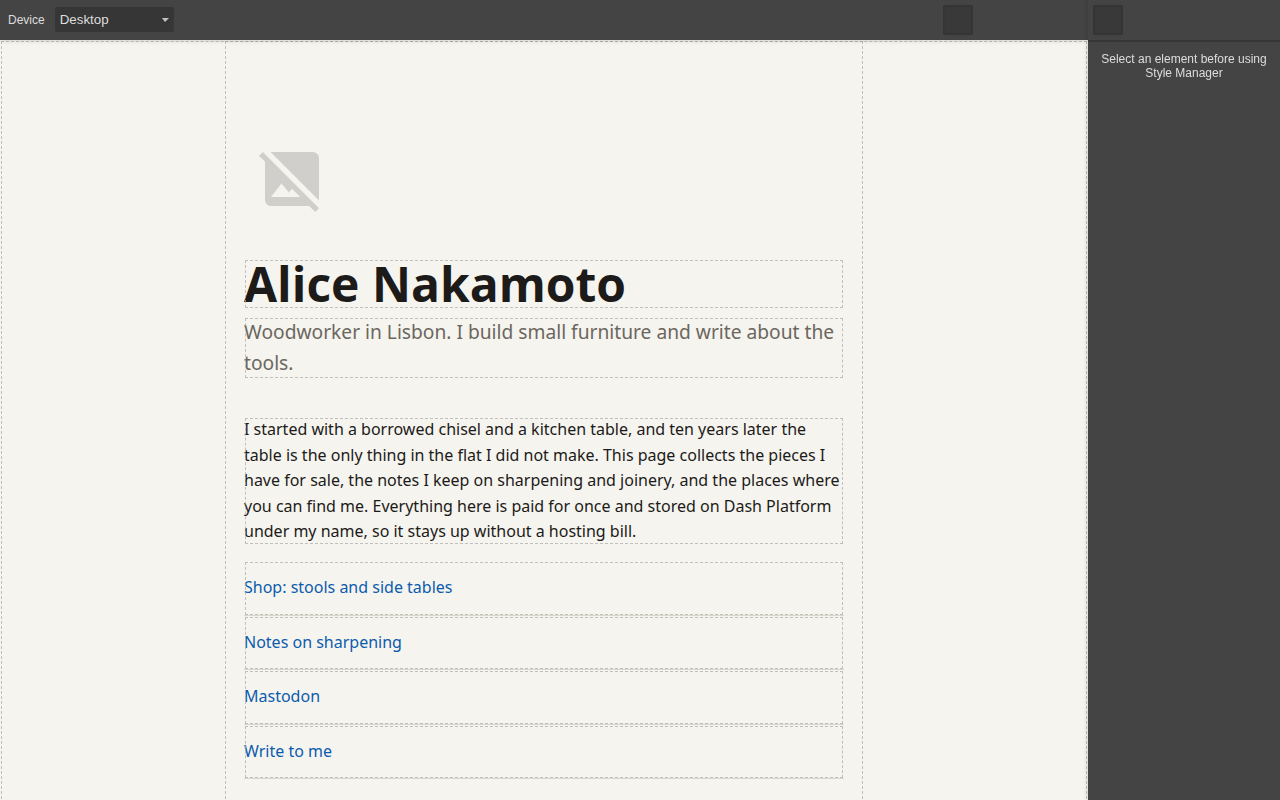 Device
Desktop
Select an element before using
Style Manager
Alice Nakamoto
Woodworker in Lisbon. I build small furniture and write about the
tools.
I started with a borrowed chisel and a kitchen table, and ten years later the
table is the only thing in the flat I did not make. This page collects the pieces I
have for sale, the notes I keep on sharpening and joinery, and the places where
you can find me. Everything here is paid for once and stored on Dash Platform
under my name, so it stays up without a hosting bill.
Shop: stools and side tables
Notes on sharpening
Mastodon
Write to me